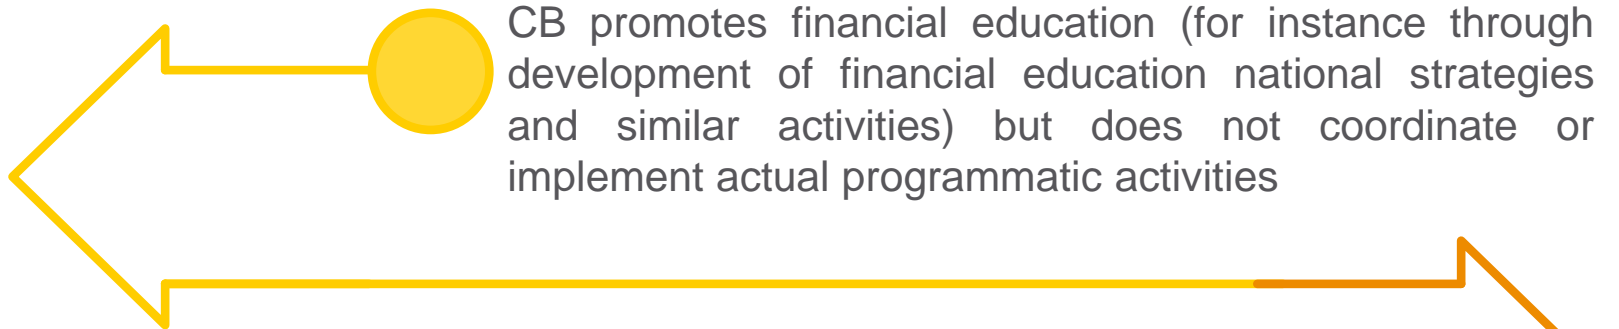 CB promotes financial education (for instance through
development of financial education national strategies
and similar activities) but does not coordinate or
implement actual programmatic activities